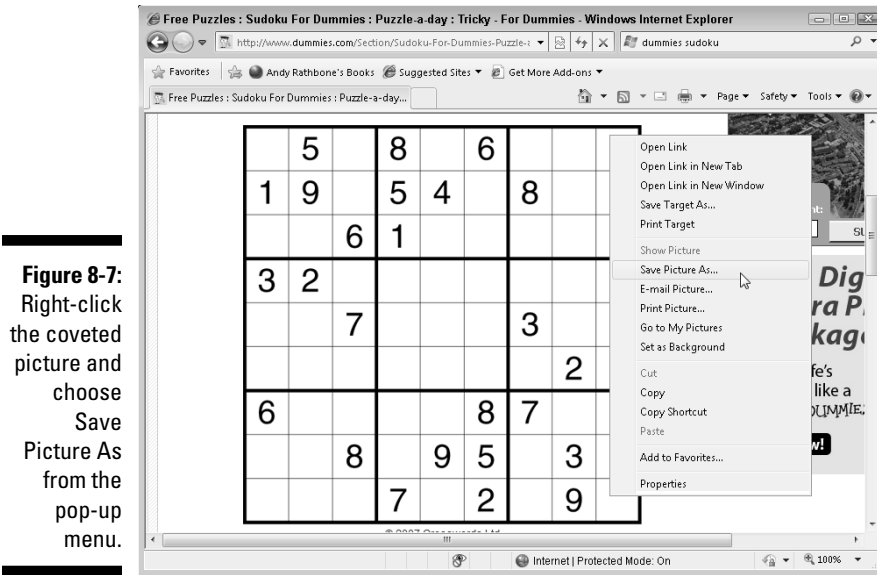 Free Puzzles : Sudoku For Dummies : Puzzle-a-day : Tricky - For Dummies - Windows Internet Explorer
http://www.dummies.com/Section/Sudoku-For-Dummies-Puzzle- dummies sudoku
Favorites Andy Rathbone's Books Suggested Sites Get More Add-ons
Free Puzzles : Sudoku For Dummies : Puzzle-a-day... Page Safety Tools
5 8 6
1 9 5 4 8
6 1
3 2
7 3
2
6 8 7
8 9 5 3
7 2 9
Open Link
Open Link in New Tab
Open Link in New Window
Save Target As...
Print Target
Show Picture
Save Picture As...
E-mail Picture...
Print Picture...
Go to My Pictures
Set as Background
Cut
Copy
Copy Shortcut
Paste
Add to Favorites...
Properties
Dig
ra P
kag
fe's
like a
DUMMIE
w!
Internet | Protected Mode: On 100%
Figure 8-7:
Right-click
the coveted
picture and
choose
Save
Picture As
from the
pop-up
menu.